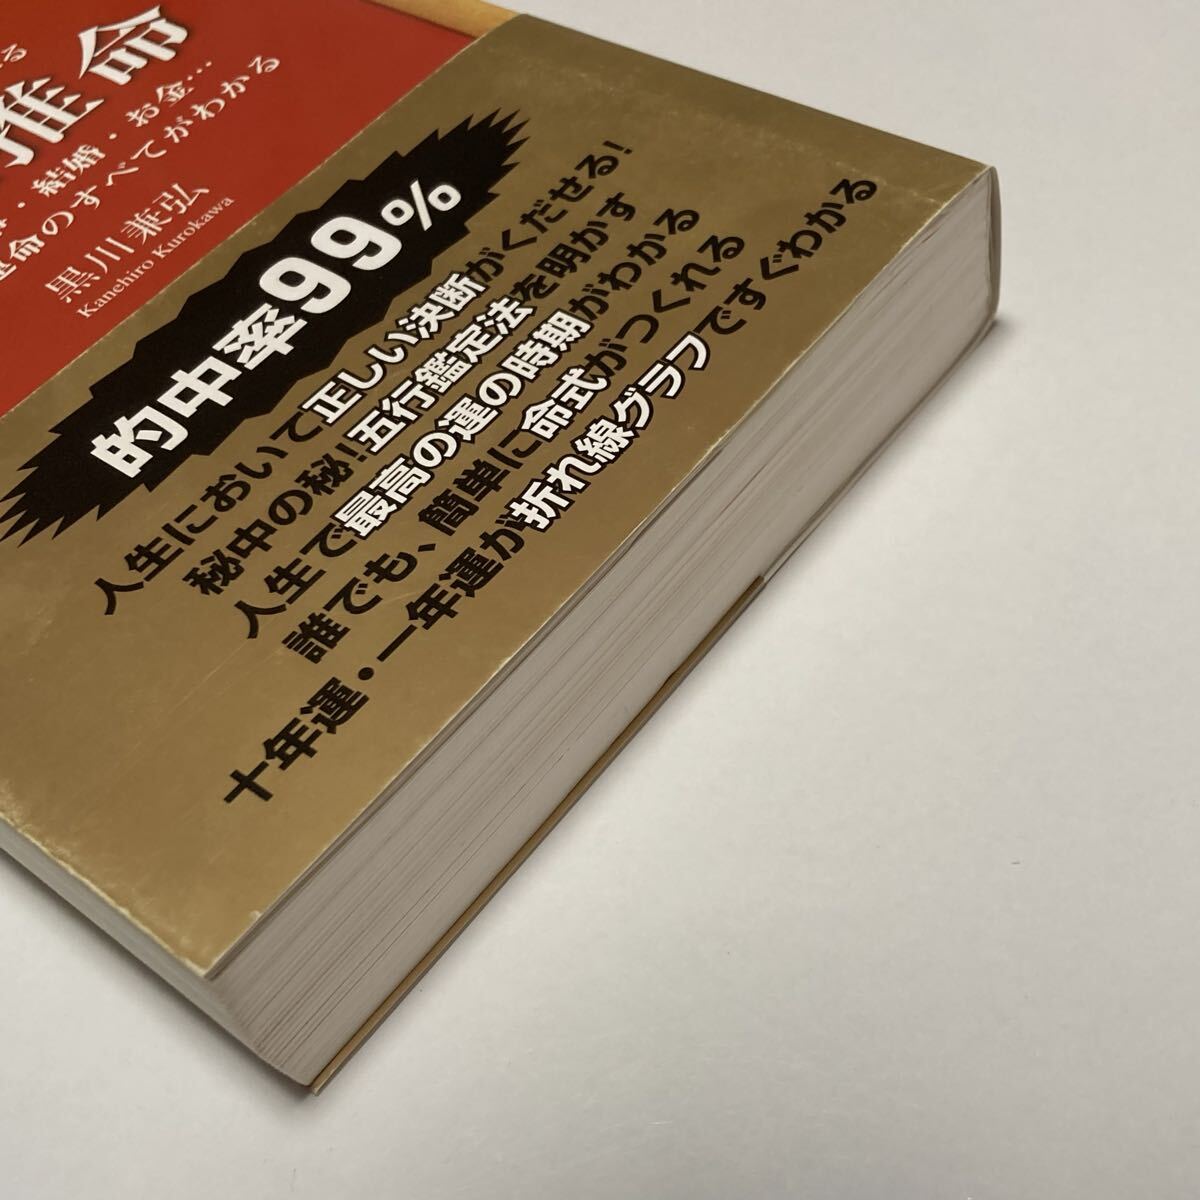 る
推命
・結婚・お金…
命のすべてがわかる
黒川兼弘
Kanehiro Kurokawa
的中率99%
人生において正しい決断がくだせる!
秘中の秘!五行鑑定法を明かす
人生で最高の運の時期がわかる
誰でも、簡単に命式がつくれる
十年運・一年運が折れ線グラフですぐわかる